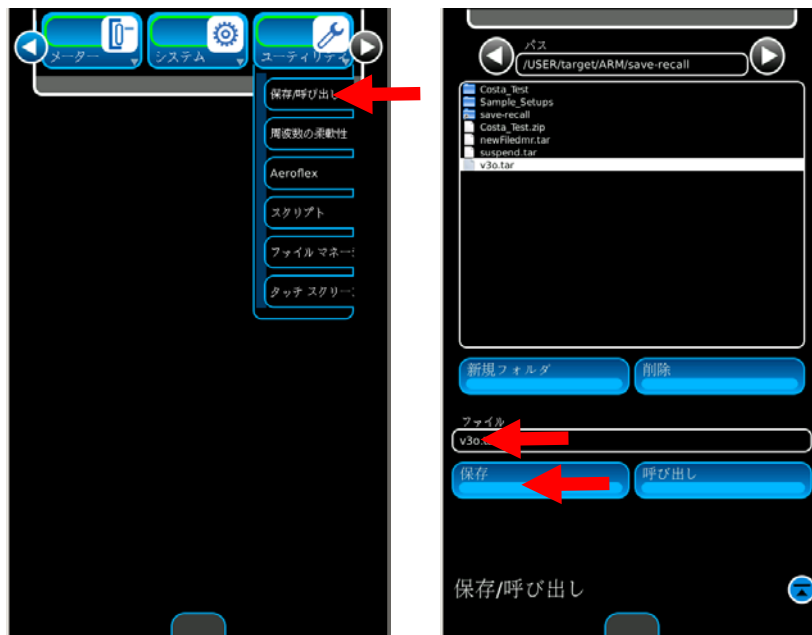 メーター
システム
ユーティリティ
保存/呼び出し
周波数の柔軟性
Aeroflex
スクリプト
ファイル マネー
タッチ スクリー
パス
/USER/target/ARM/save-recall
Costa_Test
Sample_Setups
save-recall
Costa_Test.zip
newFiledmr.tar
suspend.tar
v3o.tar
新規フォルダ
削除
ファイル
v3o.t
保存
呼び出し
保存/呼び出し